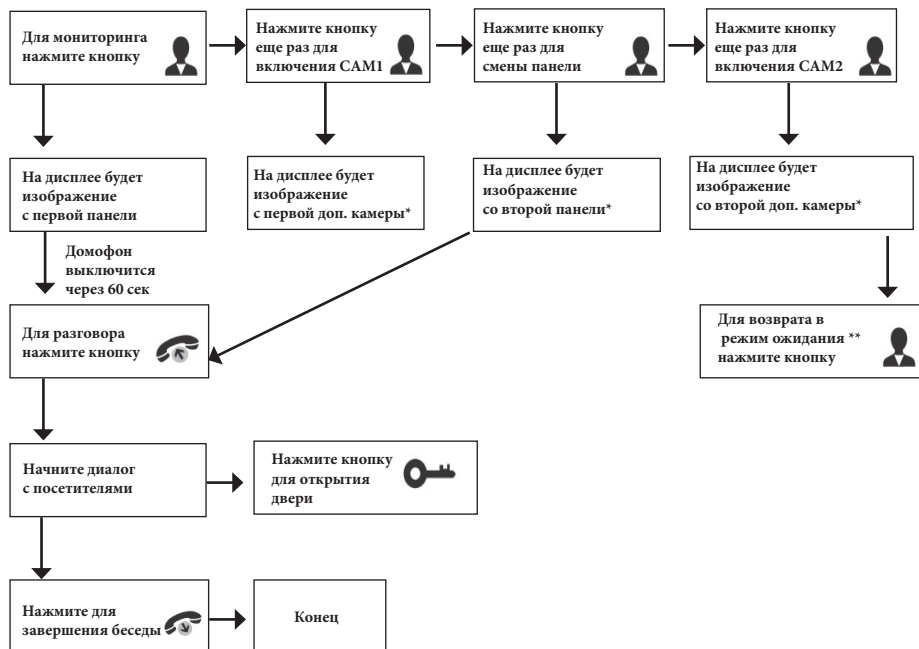 Для мониторинга
нажмите кнопку
Нажмите кнопку
еще раз для
включения CAM1
Нажмите кнопку
еще раз для
смены панели
Нажмите кнопку
еще раз для
включения CAM2
На дисплее будет
изображение
с первой панели
На дисплее будет
изображение
с первой доп. камеры*
На дисплее будет
изображение
со второй панели*
На дисплее будет
изображение
со второй доп. камеры*
Домофон
выключится
через 60 сек
Для разговора
нажмите кнопку
Для возврата в
режим ожидания **
нажмите кнопку
Начните диалог
с посетителями
Нажмите кнопку
для открытия
двери
Нажмите для
завершения беседы
Конец